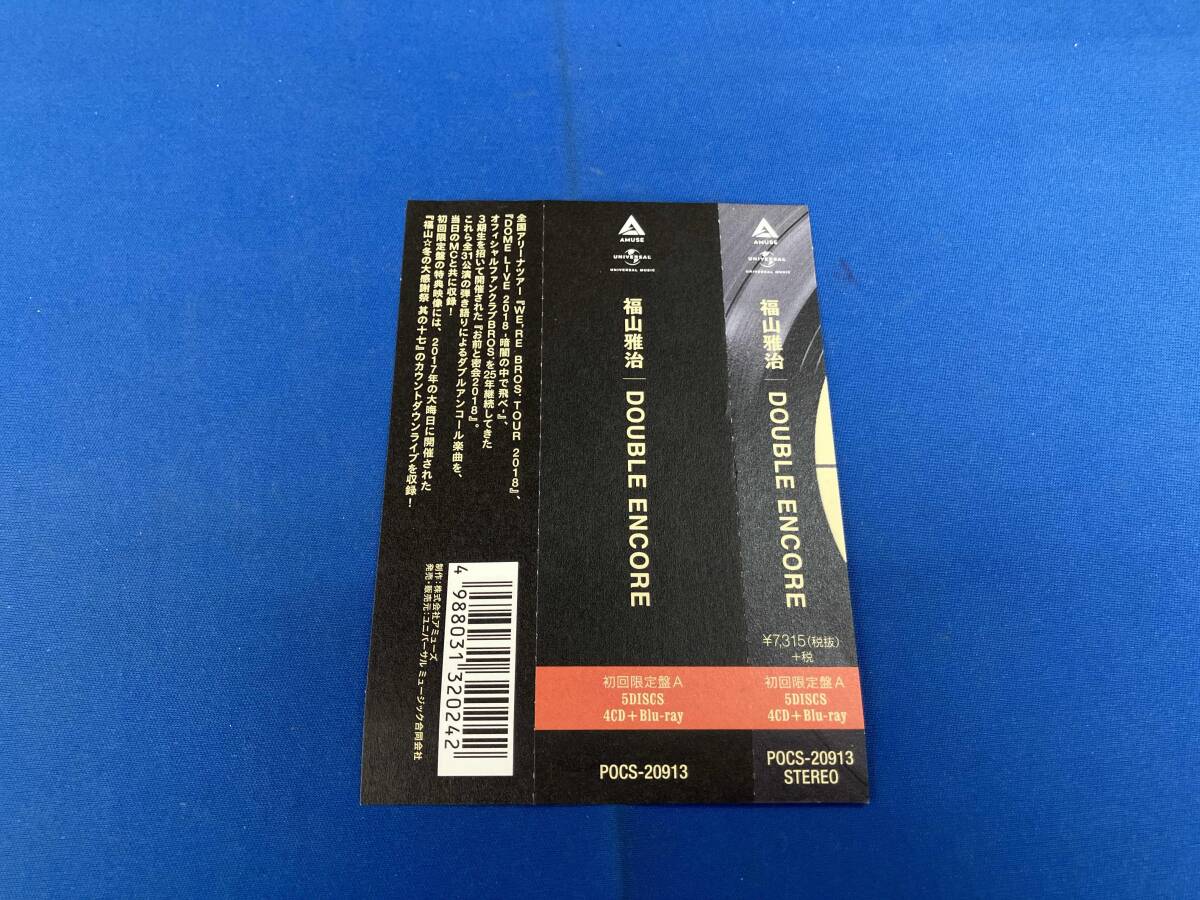 全国アリーナツアー『WE'RE BROS. TOUR 2018』、
『DOME LIVE 2018 -暗闇の中で飛べ-』、
オフィシャルファンクラブBROS.を25年継続してきた
3期生を招いて開催された『お前と密会2018』。
これら全31公演の弾き語りによるダブルアンコール楽曲を、
当日のMCと共に収録!
初回限定盤の特典映像には、2017年の大晦日に開催された
『福山☆冬の大感謝祭 其の十七』のカウントダウンライブを収録!
制作:株式会社アミューズ
発売・販売元:ユニバーサル ミュージック合同会社
4 988031 320242
AMUSE
UNIVERSAL
UNIVERSAL MUSIC
福山雅治 | DOUBLE ENCORE
初回限定盤A
5DISCS
4CD+Blu-ray
POCS-20913
AMUSE
UNIVERSAL
UNIVERSAL MUSIC
福山雅治 | DOUBLE ENCORE
¥7,315(税抜)
+税
初回限定盤A
5DISCS
4CD+Blu-ray
POCS-20913
STEREO